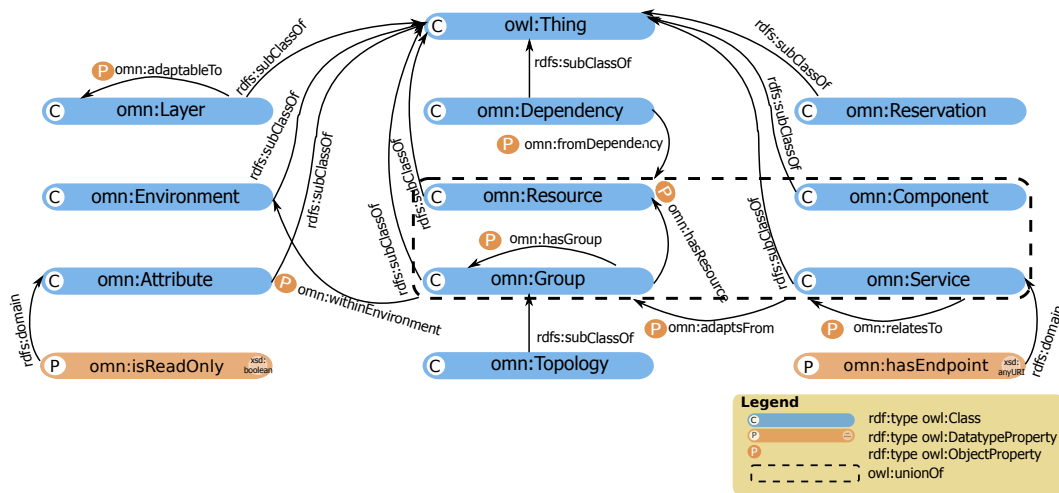 C owl:Thing
rdfs:subClassOf
rdfs:subClassOf
rdfs:subClassOf
P omn:adaptableTo
rdfs:subClassOf
C omn:Layer
C omn:Dependency
C omn:Reservation
rdfs:subClassOf
rdfs:subClassOf
P omn:fromDependency
rdfs:subClassOf
rdfs:subClassOf
C omn:Environment
C omn:Resource
P omn:hasResource
C omn:Component
rdfs:subClassOf
rdfs:subClassOf
P omn:hasGroup
C omn:Attribute
P omn:withinEnvironment
C omn:Group
C omn:Service
rdfs:domain
rdfs:subClassOf
P omn:adaptsFrom
P omn:relatesTo
rdfs:domain
P omn:isReadOnly xsd: boolean
C omn:Topology
P omn:hasEndpoint xsd: anyURI
Legend
C rdf:type owl:Class
P rdf:type owl:DatatypeProperty
P rdf:type owl:ObjectProperty
owl:unionOf